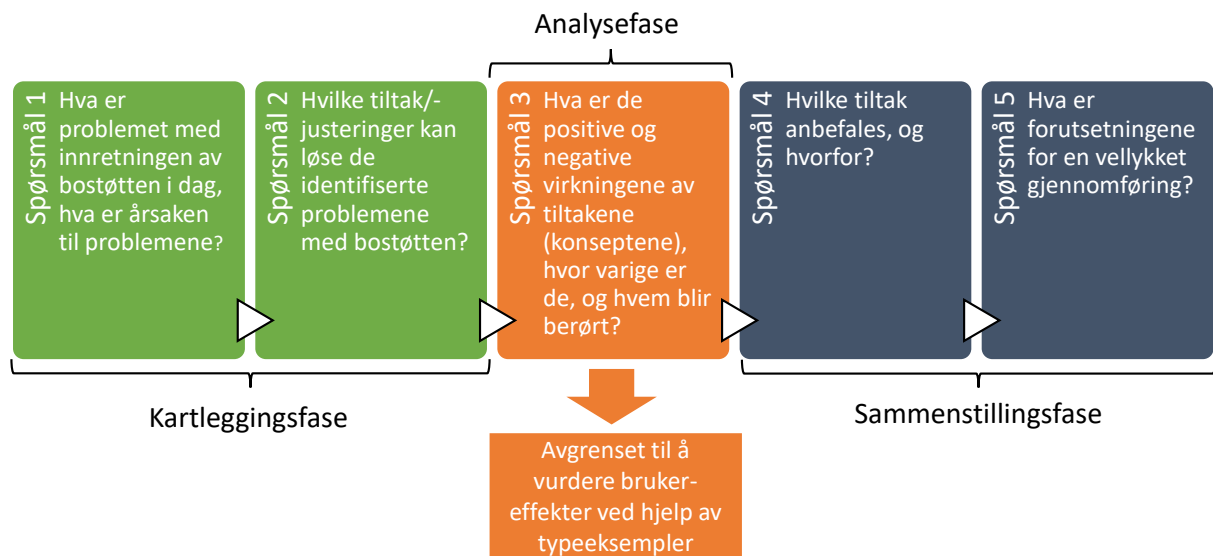 Analysefase
Spørsmål 1
Hva er
problemet med
innretningen av
bostøtten i dag,
hva er årsaken
til problemene?
Spørsmål 2
Hvilke tiltak/-
justeringer kan
løse de
identifiserte
problemene
med bostøtten?
Spørsmål 3
Hva er de
positive og
negative
virkningene av
tiltakene
(konseptene),
hvor varige er
de, og hvem blir
berørt?
Spørsmål 4
Hvilke tiltak
anbefales, og
hvorfor?
Spørsmål 5
Hva er
forutsetningene
for en vellykket
gjennomføring?
Kartleggingsfase
Sammenstillingsfase
Avgrenset til å
vurdere bruker-
effekter ved hjelp av
typeeksempler